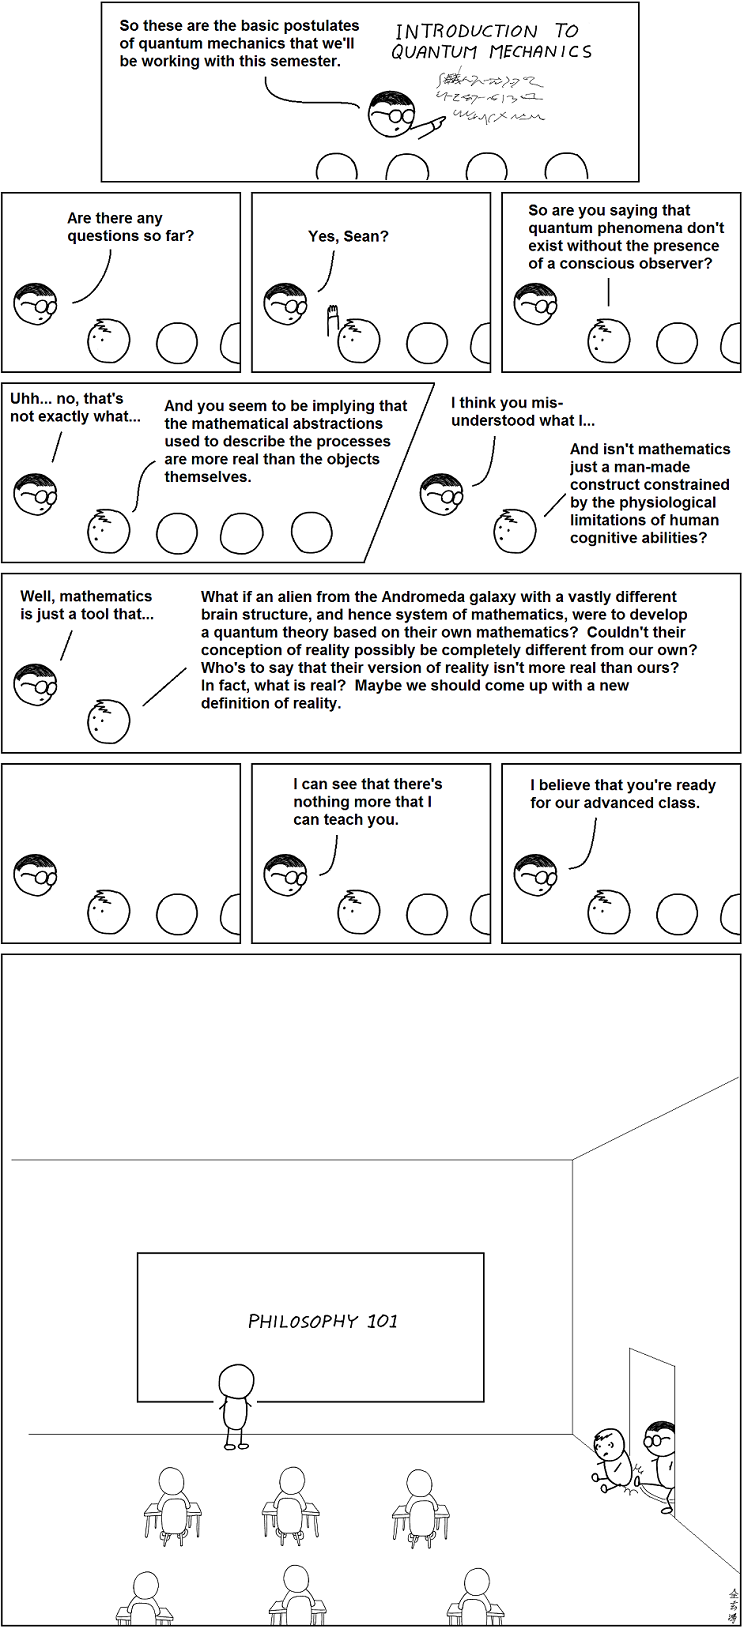 So these are the basic postulates
of quantum mechanics that we'll
be working with this semester.
INTRODUCTION TO
QUANTUM MECHANICS
Are there any
questions so far?
Yes, Sean?
So are you saying that
quantum phenomena don't
exist without the presence
of a conscious observer?
Uhh... no, that's
not exactly what...
And you seem to be implying that
the mathematical abstractions
used to describe the processes
are more real than the objects
themselves.
I think you mis-
understood what I...
And isn't mathematics
just a man-made
construct constrained
by the physiological
limitations of human
cognitive abilities?
Well, mathematics
is just a tool that...
What if an alien from the Andromeda galaxy with a vastly different
brain structure, and hence system of mathematics, were to develop
a quantum theory based on their own mathematics?  Couldn't their
conception of reality possibly be completely different from our own?
Who's to say that their version of reality isn't more real than ours?
In fact, what is real?  Maybe we should come up with a new
definition of reality.
I can see that there's
nothing more that I
can teach you.
I believe that you're ready
for our advanced class.
PHILOSOPHY 101